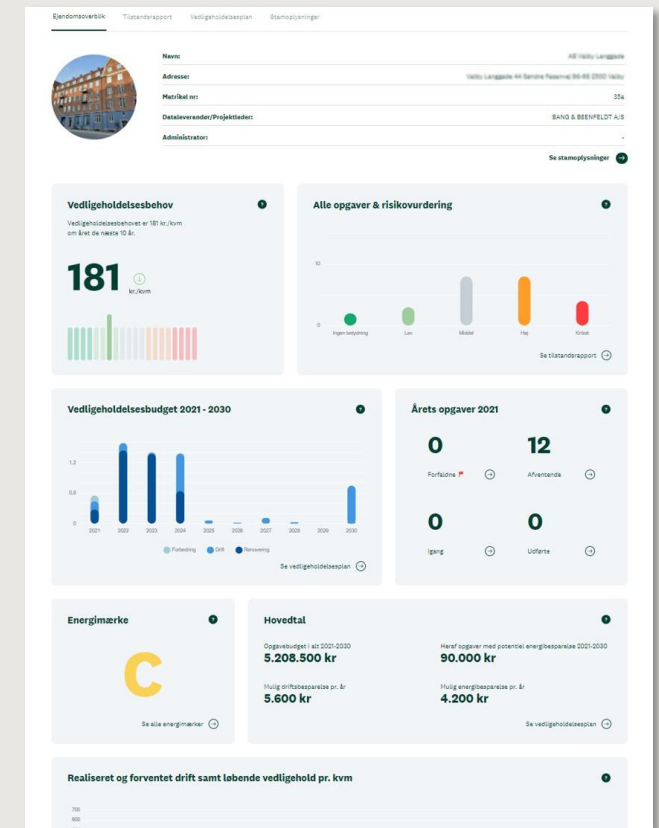 Ejendomsoverblik Tilstandsrapport Vedligeholdelsesplan Stamoplysninger
Navn: AB Valby Langgade
Adresse: Valby Langgade
Matrikel nr: 35a
Dataleverandør/Projektleder: BANG & BEENFELDT A/S
Administrator: -
Se stamoplysninger
Vedligeholdelsesbehov
Vedligeholdelsesbehovet er 181 kr./kvm
om året de næste 10 år.
181 kr./kvm
Alle opgaver & risikovurdering
10
0
Ingen betydning Lav Middel Høj Kritisk
Se tilstandsrapport
Vedligeholdelsesbudget 2021 - 2030
1,2
0,6
0
2021 2022 2023 2024 2025 2026 2027 2028 2029 2030
Forbedring Drift Renovering
Se vedligeholdelsesplan
Årets opgaver 2021
0 12
Forfaldne Afventende
0 0
Igang Udførte
Energimærke
C
Se alle energimærker
Hovedtal
Opgavebudget i alt 2021-2030 Heraf opgaver med potentiel energibesparelse 2021-2030
5.208.500 kr 90.000 kr
Mulig driftsbesparelse pr. år Mulig energibesparelse pr. år
5.600 kr 4.200 kr
Se vedligeholdelsesplan
Realiseret og forventet drift samt løbende vedligehold pr. kvm
700
600